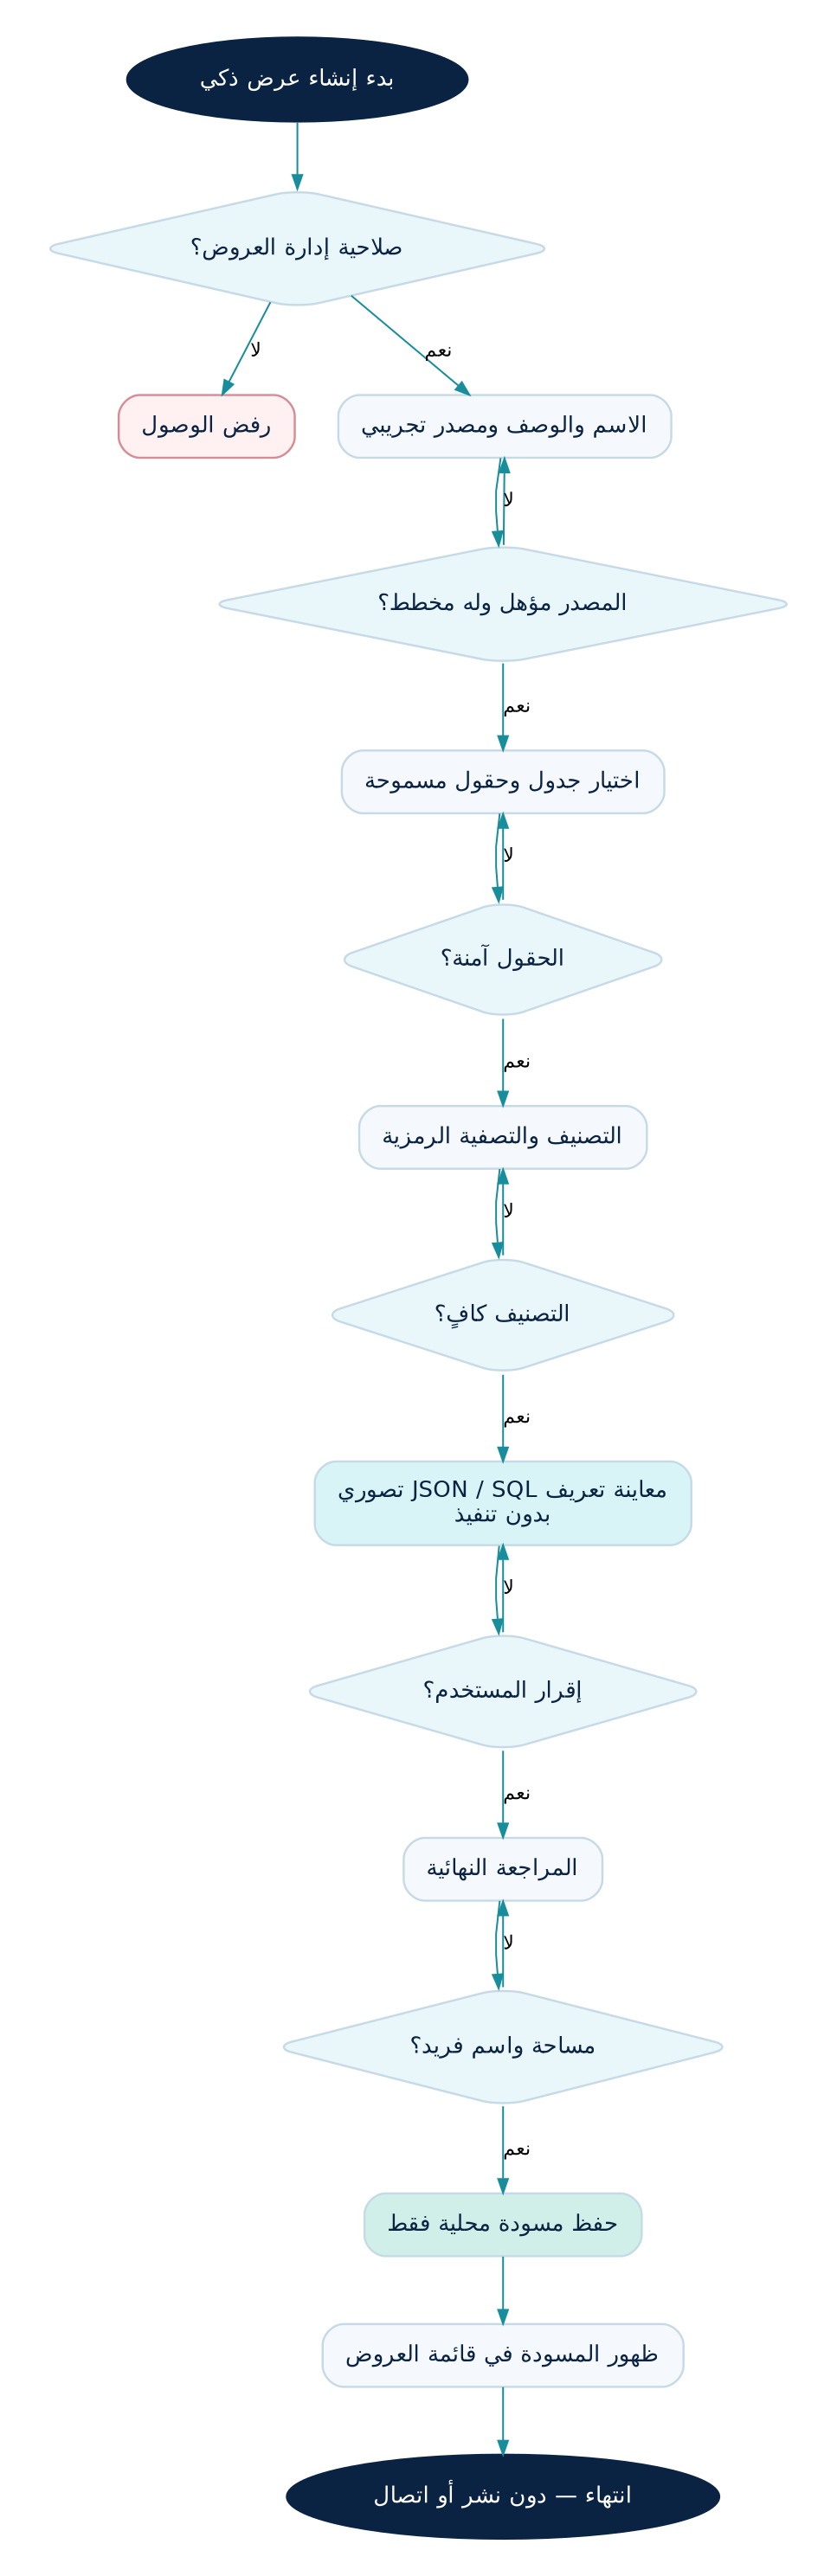 بدء إنشاء عرض ذكي
صلاحية إدارة العروض؟
لا
نعم
رفض الوصول
الاسم والوصف ومصدر تجريبي
لا
المصدر مؤهل وله مخطط؟
نعم
اختيار جدول وحقول مسموحة
لا
الحقول آمنة؟
نعم
التصنيف والتصفية الرمزية
لا
التصنيف كافٍ؟
نعم
معاينة تعريف JSON / SQL تصوري
بدون تنفيذ
لا
إقرار المستخدم؟
نعم
المراجعة النهائية
لا
مساحة واسم فريد؟
نعم
حفظ مسودة محلية فقط
ظهور المسودة في قائمة العروض
انتهاء — دون نشر أو اتصال